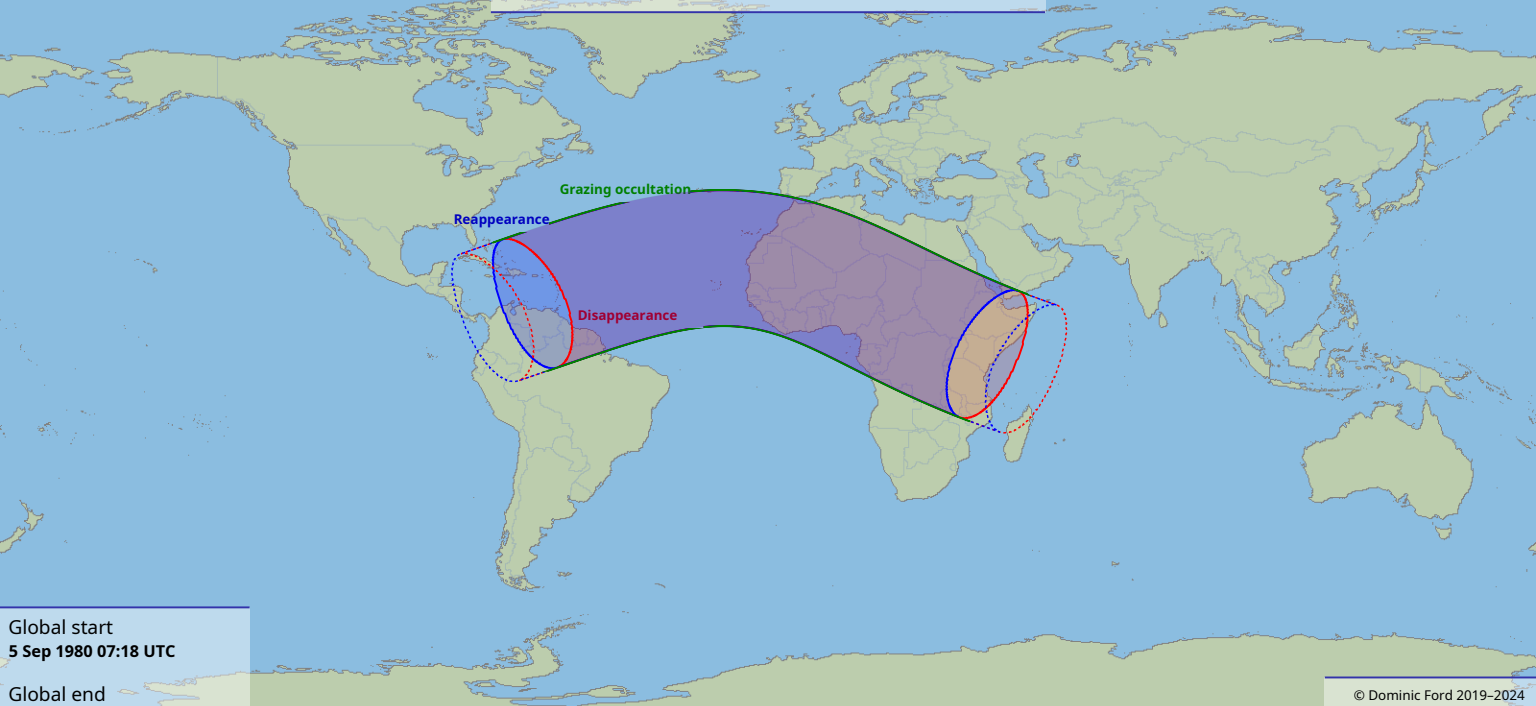 Grazing occultation
Reappearance
Disappearance
Global start
5 Sep 1980 07:18 UTC
Global end
© Dominic Ford 2019–2024